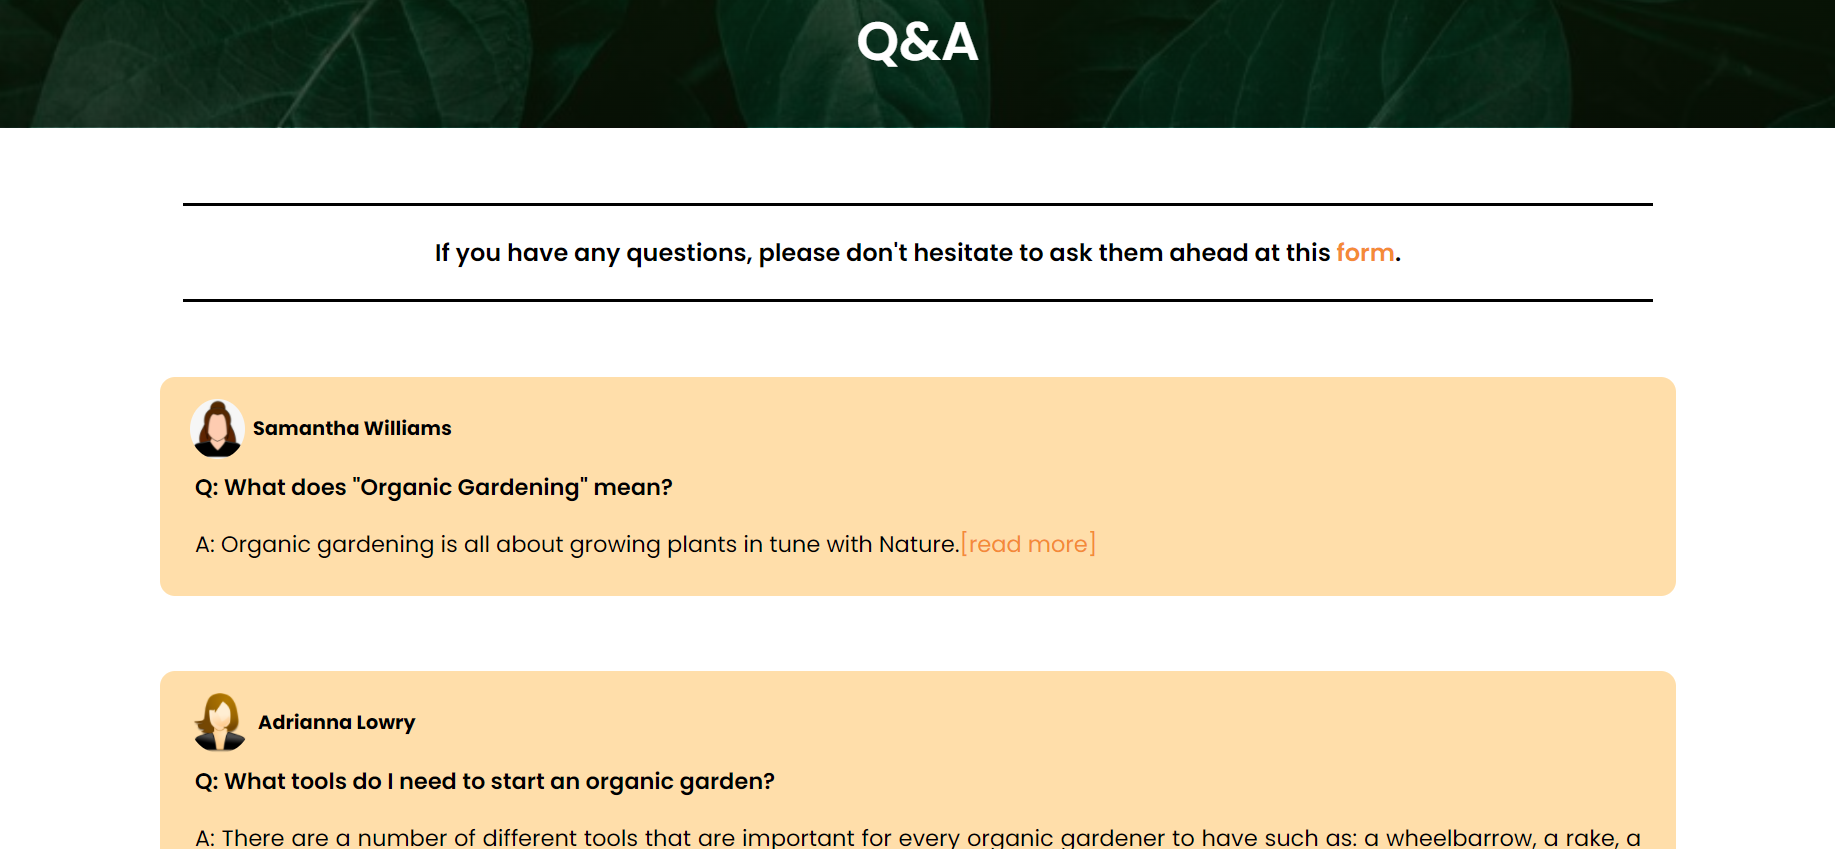 Q&A
If you have any questions, please don't hesitate to ask them ahead at this form.
Samantha Williams
Q: What does "Organic Gardening" mean?
A: Organic gardening is all about growing plants in tune with Nature.[read more]
Adrianna Lowry
Q: What tools do I need to start an organic garden?
A: There are a number of different tools that are important for every organic gardener to have such as: a wheelbarrow, a rake, a